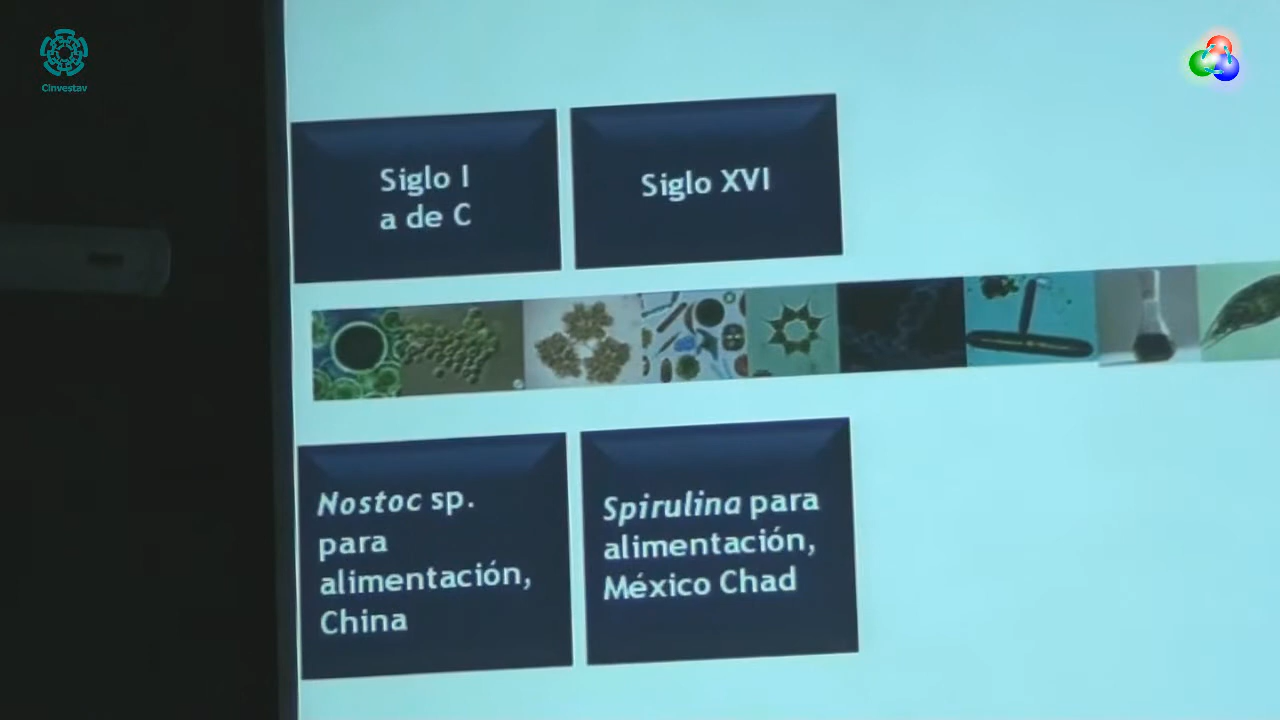 Cinvestav
Siglo I
a de C
Siglo XVI
Nostoc sp.
para
alimentación,
China
Spirulina para
alimentación,
México Chad